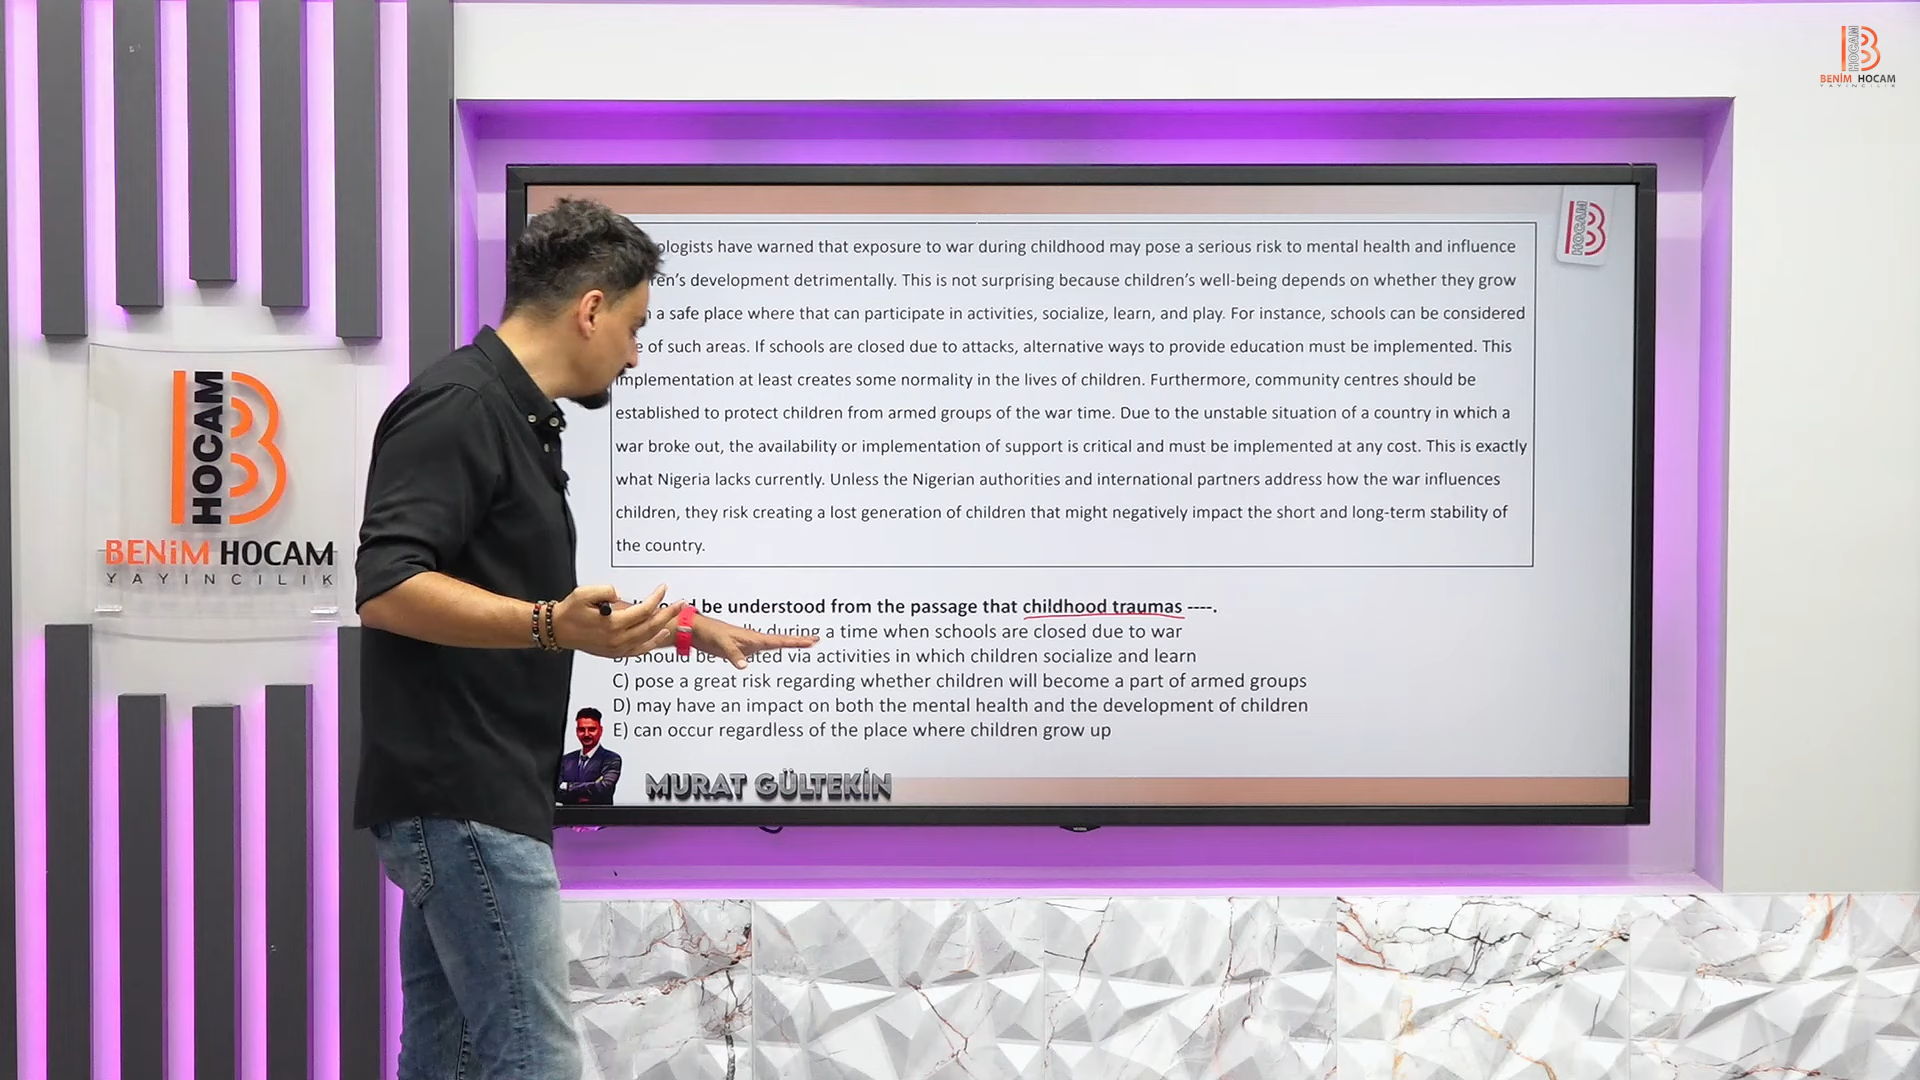 HOCAM
BENİM HOCAM
YAYINCILIK
HOCAM
ologists have warned that exposure to war during childhood may pose a serious risk to mental health and influence
ren's development detrimentally. This is not surprising because children's well-being depends on whether they grow
a safe place where that can participate in activities, socialize, learn, and play. For instance, schools can be considered
of such areas. If schools are closed due to attacks, alternative ways to provide education must be implemented. This
implementation at least creates some normality in the lives of children. Furthermore, community centres should be
established to protect children from armed groups of the war time. Due to the unstable situation of a country in which a
war broke out, the availability or implementation of support is critical and must be implemented at any cost. This is exactly
what Nigeria lacks currently. Unless the Nigerian authorities and international partners address how the war influences
children, they risk creating a lost generation of children that might negatively impact the short and long-term stability of
the country.
be understood from the passage that childhood traumas ----.
during a time when schools are closed due to war
B) should be treated via activities in which children socialize and learn
C) pose a great risk regarding whether children will become a part of armed groups
D) may have an impact on both the mental health and the development of children
E) can occur regardless of the place where children grow up
MURAT GÜLTEKİN
HOCAM
BENİM HOCAM
YAYINCILIK